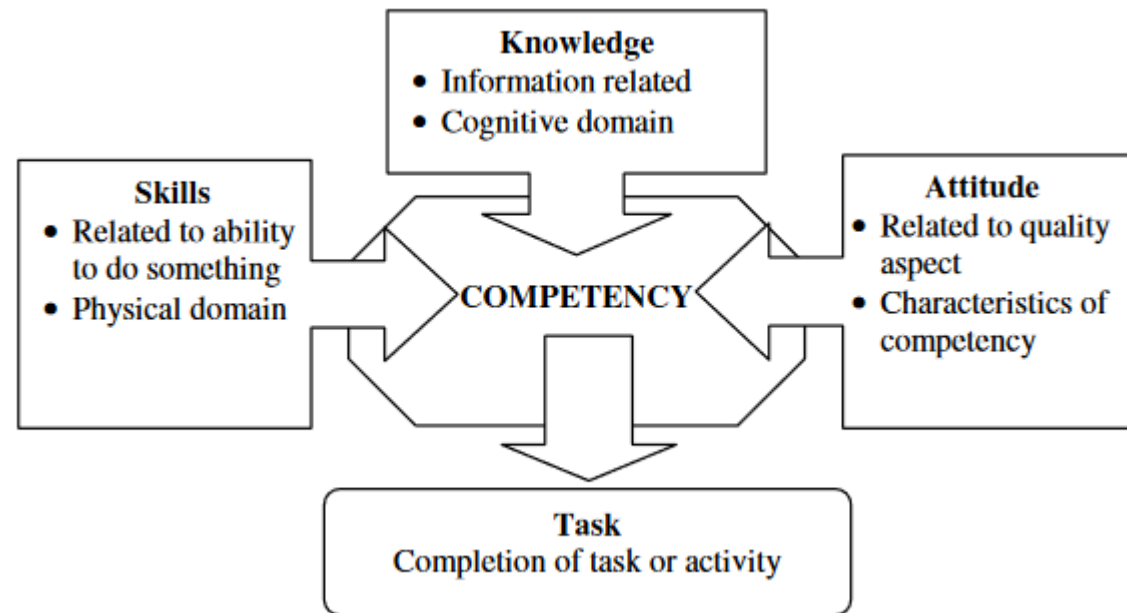 Knowledge
• Information related
• Cognitive domain
Skills
• Related to ability
to do something
• Physical domain
COMPETENCY
Attitude
• Related to quality
aspect
• Characteristics of
competency
Task
Completion of task or activity